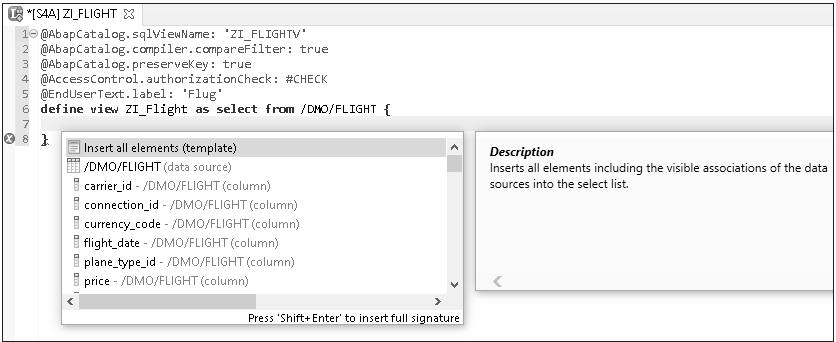 *[S4A] ZI_FLIGHT
1 @AbapCatalog.sqlViewName: 'ZI_FLIGHTV'
2 @AbapCatalog.compiler.compareFilter: true
3 @AbapCatalog.preserveKey: true
4 @AccessControl.authorizationCheck: #CHECK
5 @EndUserText.label: 'Flug'
6 define view ZI_Flight as select from /DMO/FLIGHT {
7
8 }
Insert all elements (template)
/DMO/FLIGHT (data source)
carrier_id - /DMO/FLIGHT (column)
connection_id - /DMO/FLIGHT (column)
currency_code - /DMO/FLIGHT (column)
flight_date - /DMO/FLIGHT (column)
plane_type_id - /DMO/FLIGHT (column)
price - /DMO/FLIGHT (column)
Press 'Shift+Enter' to insert full signature
Description
Inserts all elements including the visible associations of the data
sources into the select list.